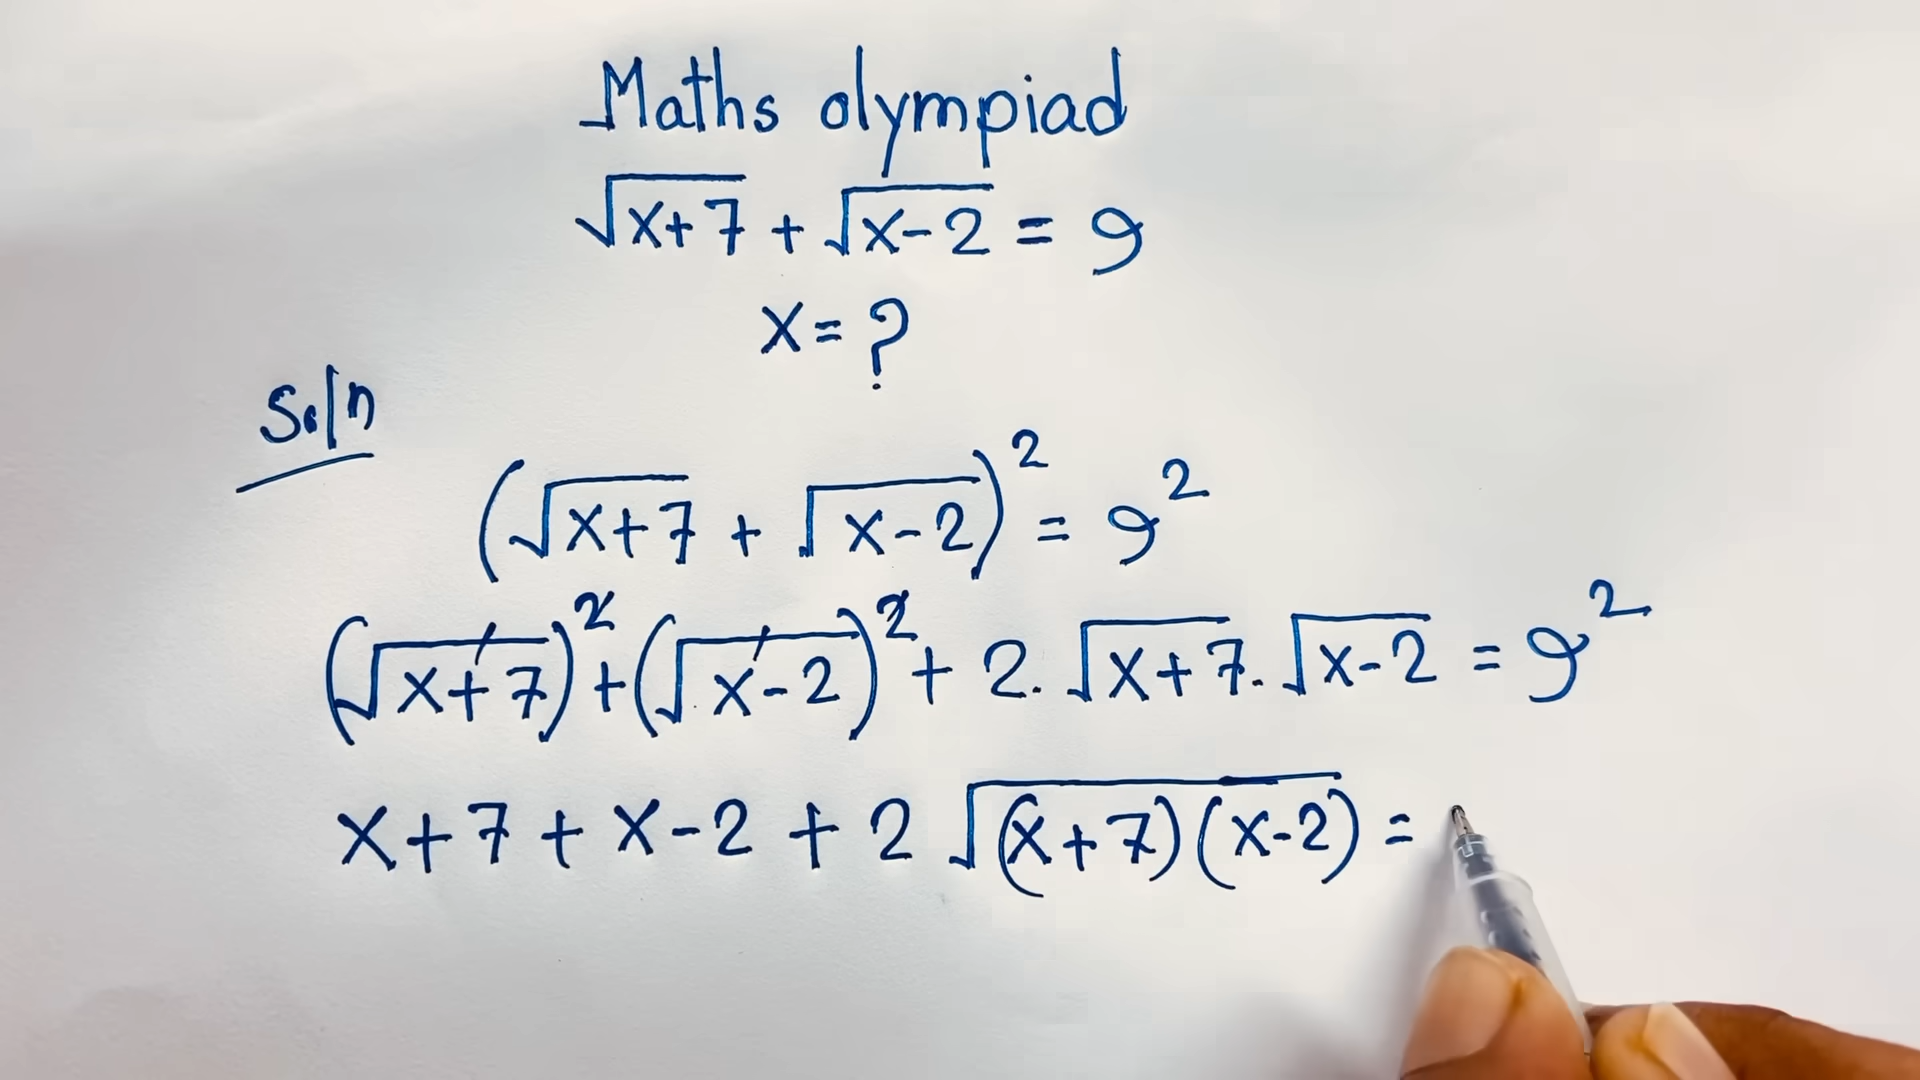 Maths olympiad
√(x+7) + √(x-2) = 9
x = ?
Soln
(√(x+7) + √(x-2))² = 9²
(√(x+7))² + (√(x-2))² + 2. √(x+7) . √(x-2) = 9²
x+7 + x-2 + 2 √((x+7)(x-2)) =